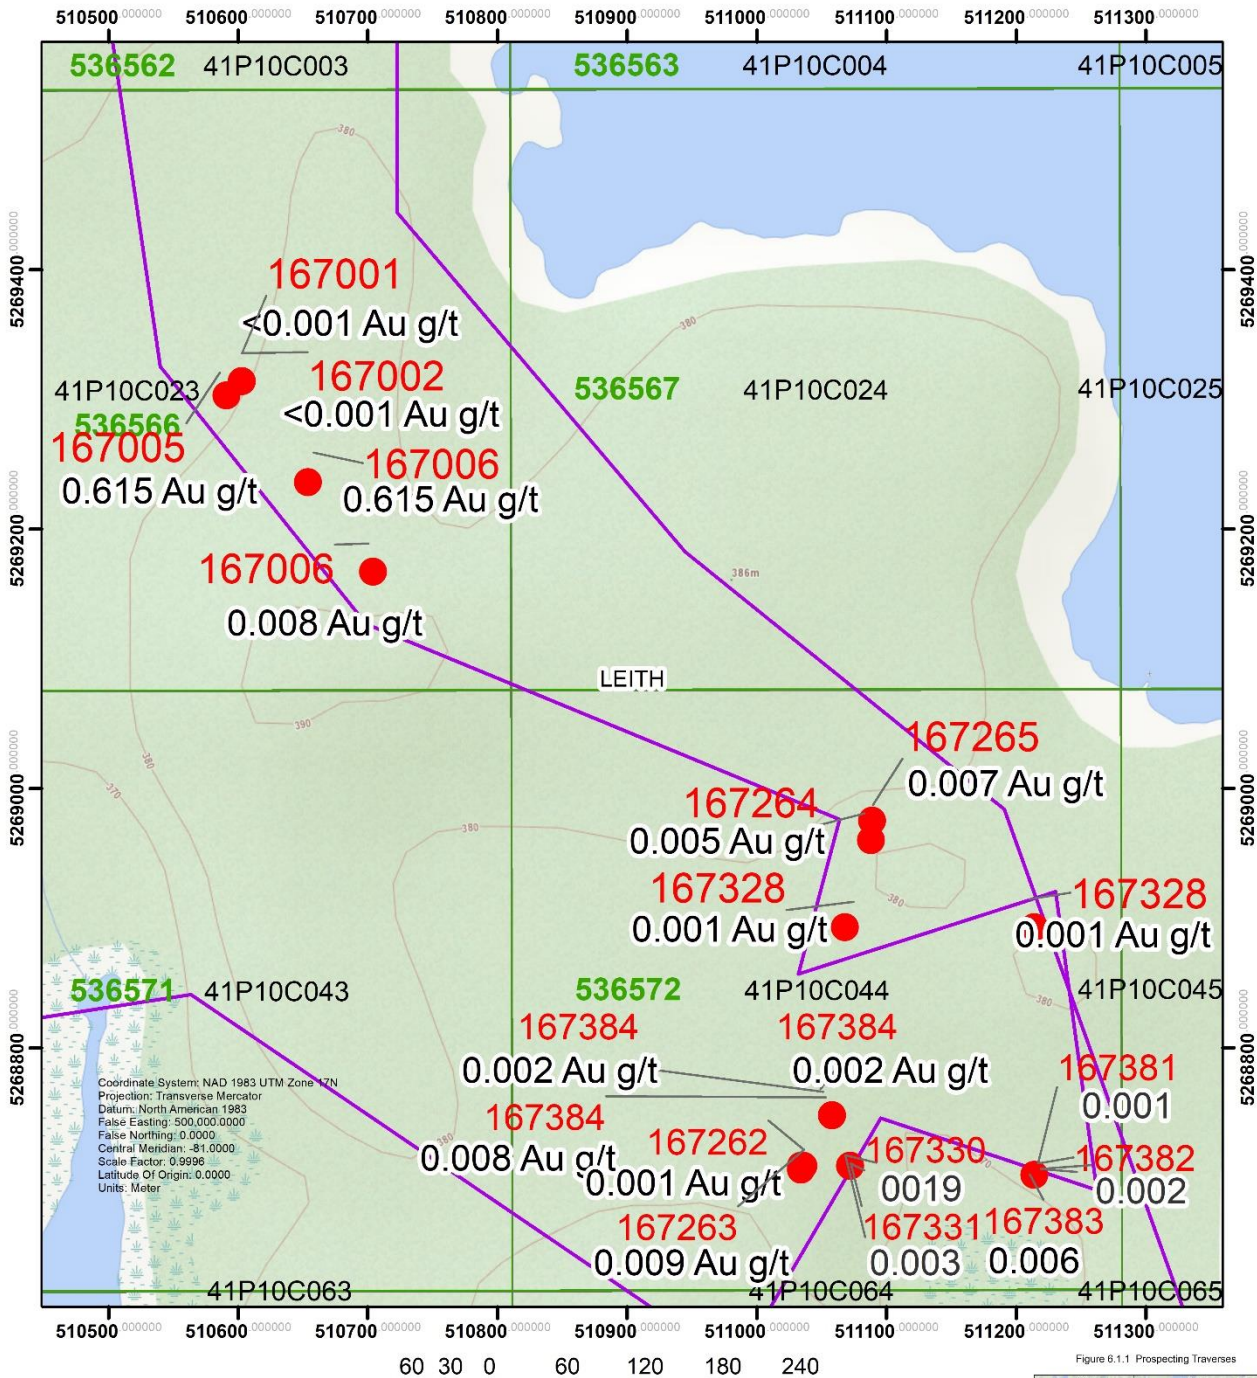 510500.000000 510600.000000 510700.000000 510800.000000 510900.000000 511000.000000 511100.000000 511200.000000 511300.000000
536562 41P10C003 536563 41P10C004 41P10C005
380
5269400.000000 5269400.000000
167001
<0.001 Au g/t
380
167002
41P10C023 536567 41P10C024 41P10C025
<0.001 Au g/t
536566
167005
167006
0.615 Au g/t
0.615 Au g/t
5269200.000000 5269200.000000
167006
386m
0.008 Au g/t
LEITH
390
380
370
167265
5269000.000000 5269000.000000
0.007 Au g/t
167264
380
0.005 Au g/t
167328 167328
380
0.001 Au g/t 0.001 Au g/t
536571 41P10C043 536572 41P10C044 41P10C045
380
167384 167384
5268800.000000 5268800.000000
0.002 Au g/t 0.002 Au g/t
167381
0.001
Coordinate System: NAD 1983 UTM Zone 17N
Projection: Transverse Mercator
Datum: North American 1983
False Easting: 500,000.0000
False Northing: 0.0000
Central Meridian: -81.0000
Scale Factor: 0.9996
Latitude Of Origin: 0.0000
Units: Meter
167384
380
0.008 Au g/t
167262
0.001 Au g/t
167330
0019
167382
0.002
167263
0.009 Au g/t
167331
0.003
167383
0.006
41P10C063 41P10C064 41P10C065
510500.000000 510600.000000 510700.000000 510800.000000 510900.000000 511000.000000 511100.000000 511200.000000 511300.000000
60 30 0 60 120 180 240
Figure 6.1.1 Prospecting Traverses